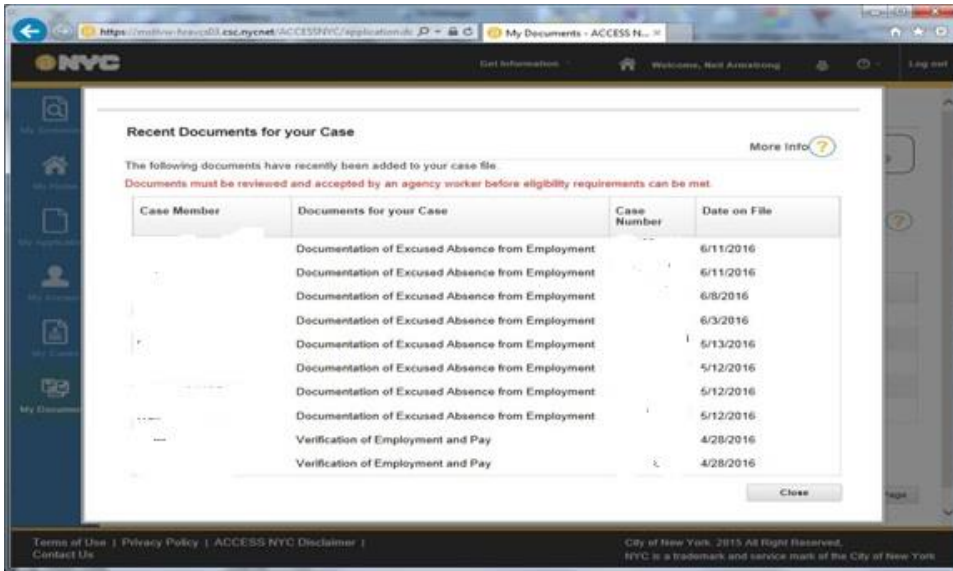 https://
csc.nycnet/ACCESSNYC/application
My Documents - ACCESS N...
NYC
Get Information
Welcome, Neil Armstrong
Log out
My Home
Recent Documents for your Case
More Info ?
The following documents have recently been added to your case file.
Documents must be reviewed and accepted by an agency worker before eligibility requirements can be met.
Case Member Documents for your Case Case Number Date on File
Documentation of Excused Absence from Employment 6/11/2016
Documentation of Excused Absence from Employment 6/11/2016
Documentation of Excused Absence from Employment 6/8/2016
Documentation of Excused Absence from Employment 6/3/2016
Documentation of Excused Absence from Employment 5/13/2016
Documentation of Excused Absence from Employment 5/12/2016
Documentation of Excused Absence from Employment 5/12/2016
Documentation of Excused Absence from Employment 5/12/2016
Verification of Employment and Pay 4/28/2016
Verification of Employment and Pay 4/28/2016
Close
Terms of Use | Privacy Policy | ACCESS NYC Disclaimer |
Contact Us
City of New York. 2015 All Right Reserved,
NYC is a trademark and service mark of the City of New York